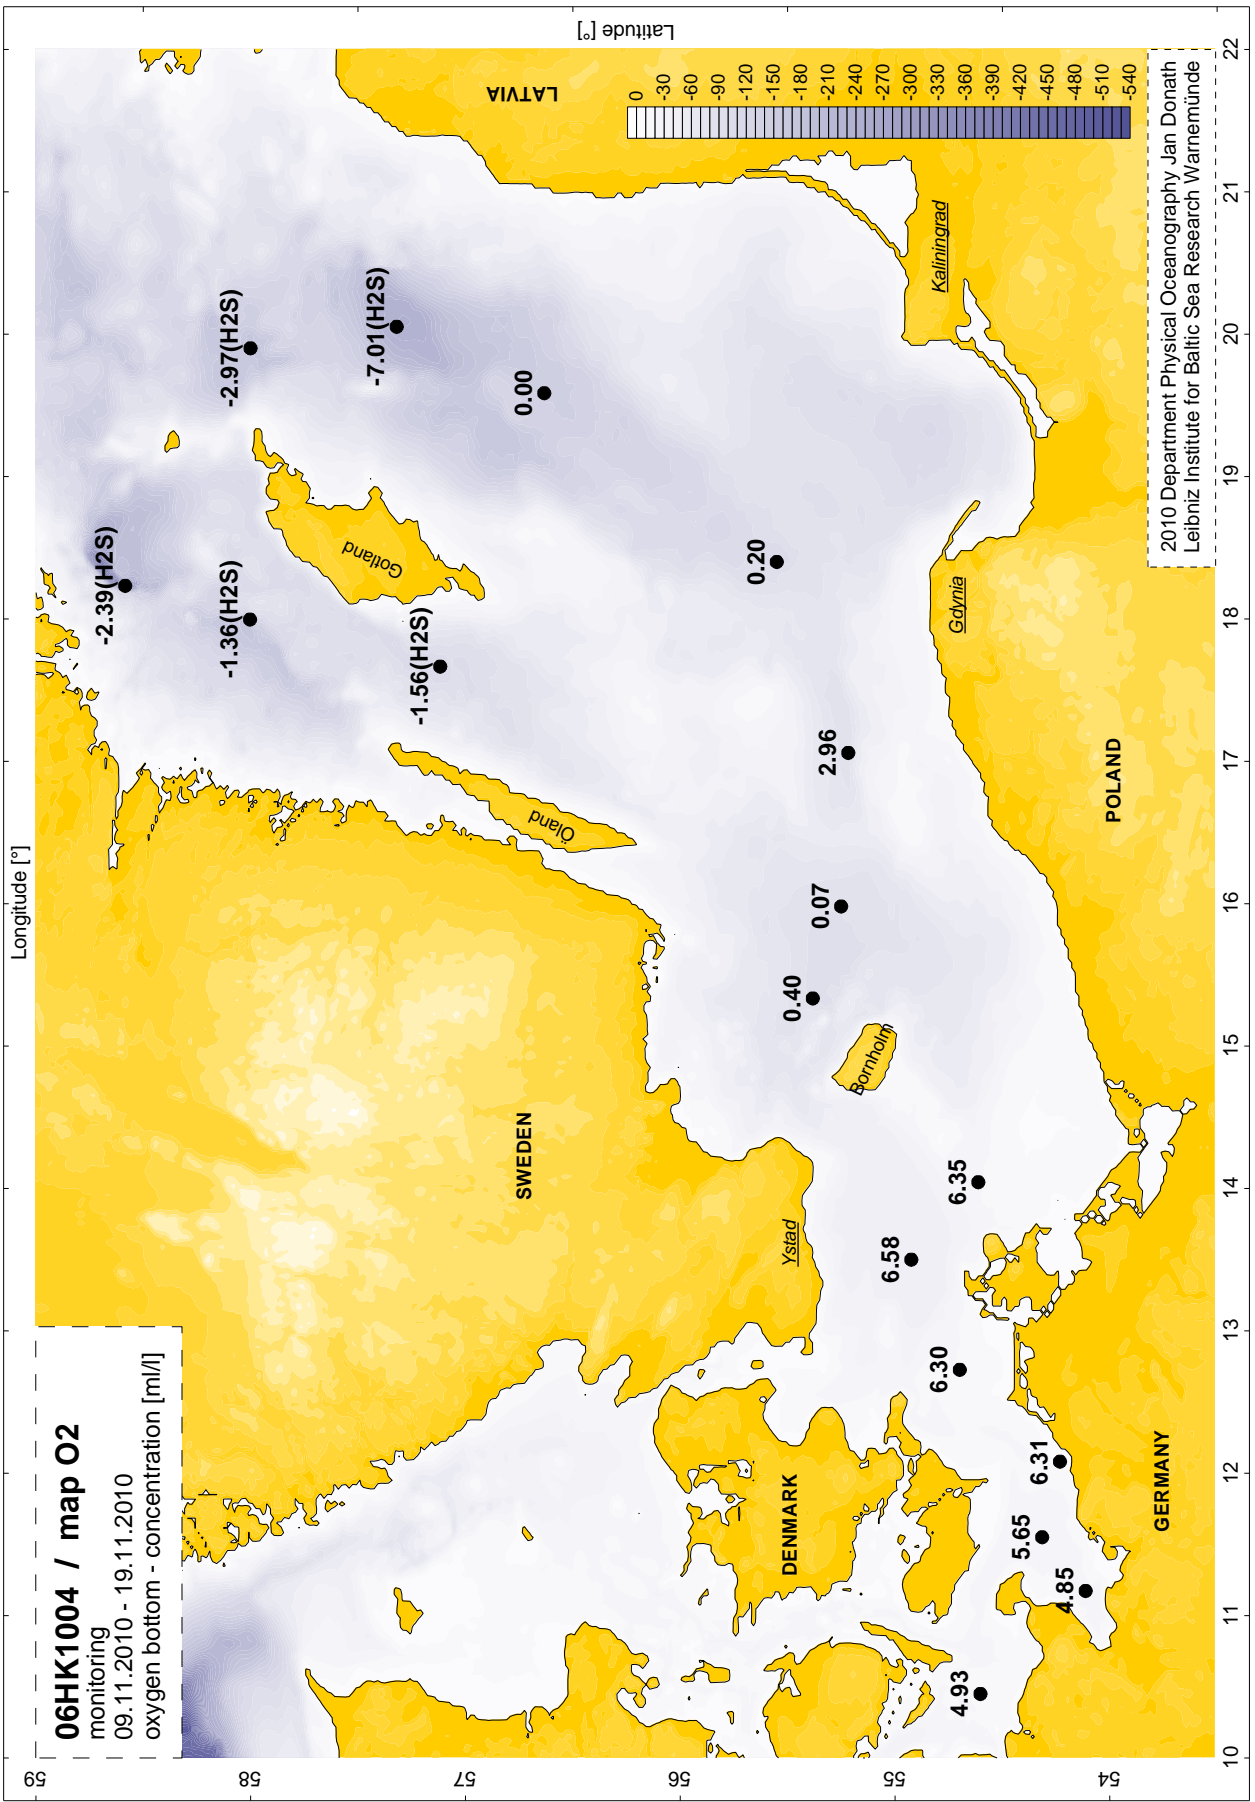 06HK1004 / map O2
monitoring
09.11.2010 - 19.11.2010
oxygen bottom - concentration [ml/l]
Longitude [°]
Latitude [°]
59
58
57
56
55
54
10
11
12
13
14
15
16
17
18
19
20
21
22
SWEDEN
DENMARK
GERMANY
POLAND
LATVIA
Gotland
Öland
Bornholm
Ystad
Gdynia
Kaliningrad
-2.39(H2S)
-1.36(H2S)
-2.97(H2S)
-7.01(H2S)
-1.56(H2S)
0.00
0.20
2.96
0.07
0.40
6.35
6.58
6.30
6.31
5.65
4.85
4.93
0
-30
-60
-90
-120
-150
-180
-210
-240
-270
-300
-330
-360
-390
-420
-450
-480
-510
-540
2010 Department Physical Oceanography Jan Donath
Leibniz Institute for Baltic Sea Research Warnemünde